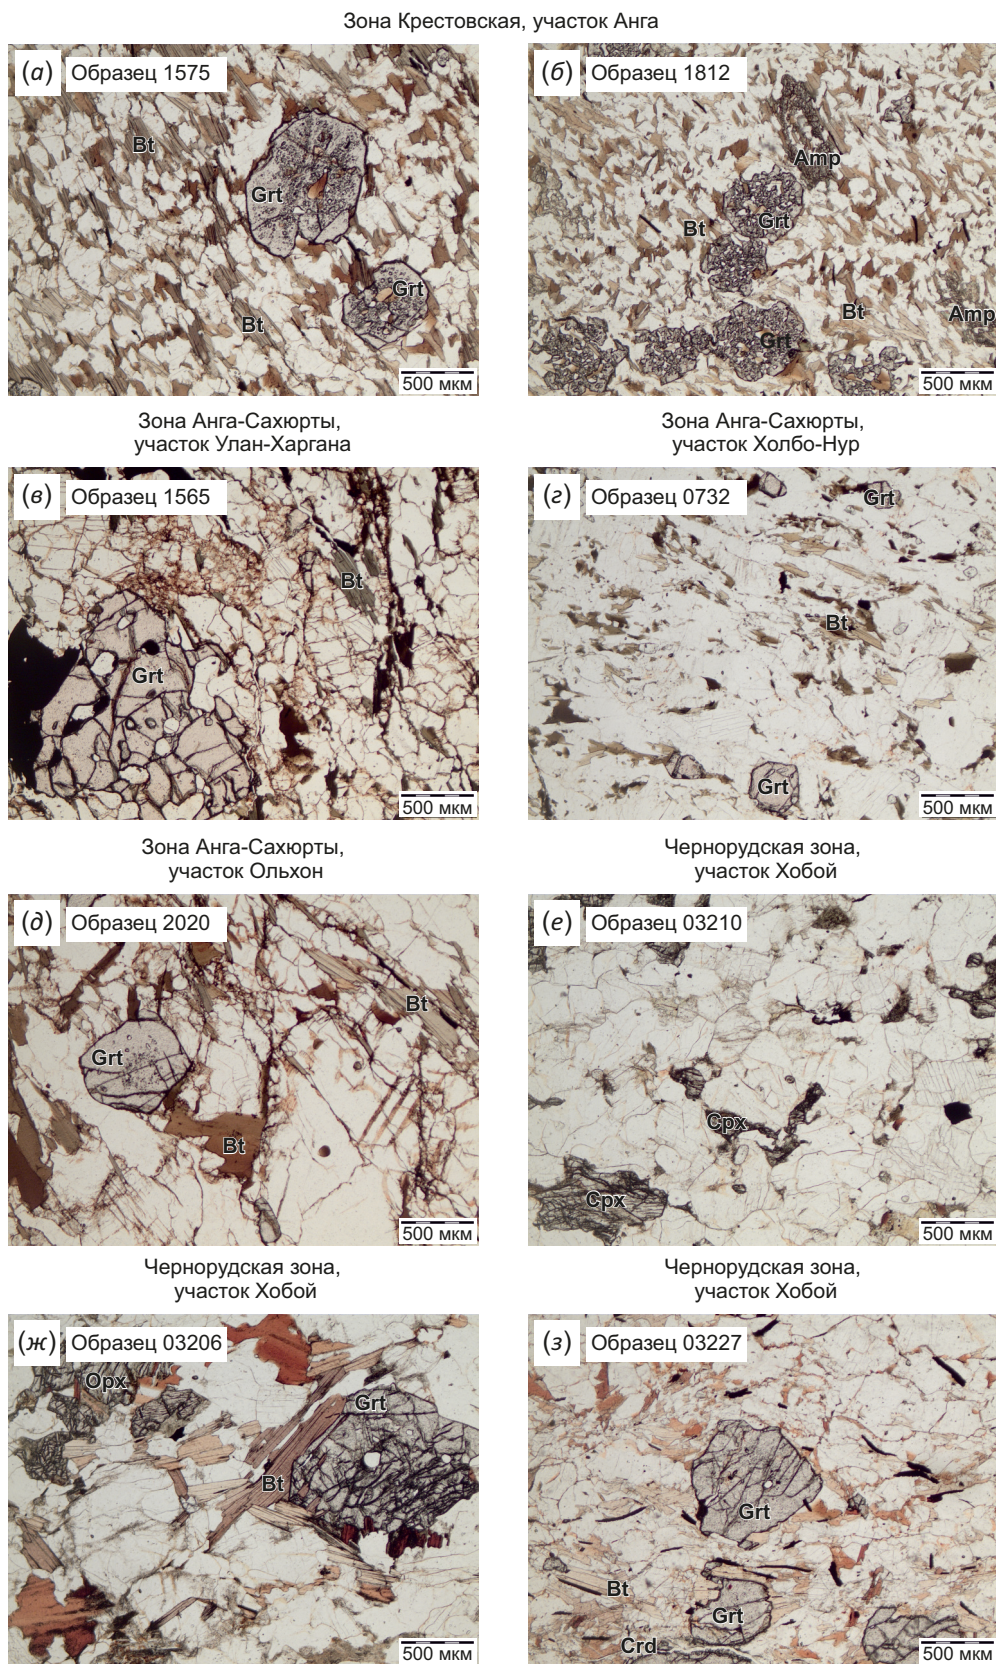 Зона Крестовская, участок Анга
(а) Образец 1575
Bt
Grt
Grt
Bt
500 мкм
(б) Образец 1812
Amp
Grt
Bt
Bt
Amp
Grt
500 мкм
Зона Анга-Сахюрты,
участок Улан-Харгана
Зона Анга-Сахюрты,
участок Холбо-Нур
(в) Образец 1565
Bt
Grt
500 мкм
(г) Образец 0732
Grt
Bt
Grt
500 мкм
Зона Анга-Сахюрты,
участок Ольхон
Чернорудская зона,
участок Хобой
(д) Образец 2020
Bt
Grt
Bt
500 мкм
(е) Образец 03210
Cpx
Cpx
500 мкм
Чернорудская зона,
участок Хобой
Чернорудская зона,
участок Хобой
(ж) Образец 03206
Opx
Grt
Bt
500 мкм
(з) Образец 03227
Grt
Bt
Grt
Crd
500 мкм